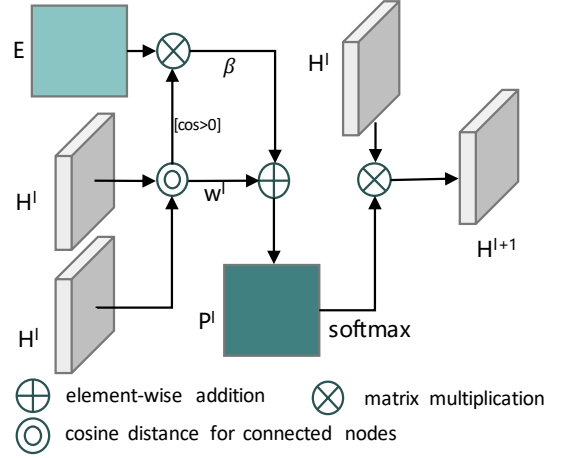 E
β
H^l
[cos>0]
H^l
w^l
H^{l+1}
H^l
P^l
softmax
element-wise addition
matrix multiplication
cosine distance for connected nodes